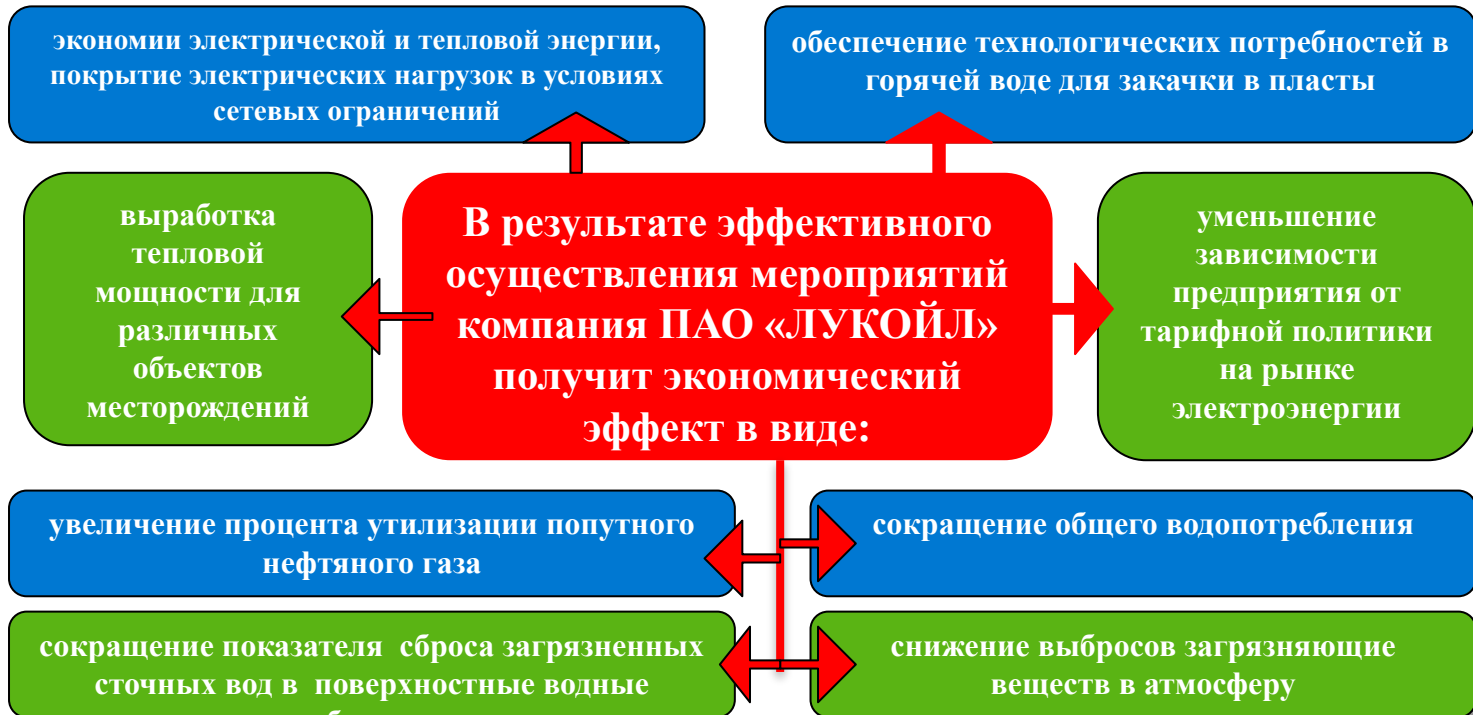 экономии электрической и тепловой энергии,
покрытие электрических нагрузок в условиях
сетевых ограничений
обеспечение технологических потребностей в
горячей воде для закачки в пласты
выработка
тепловой
мощности для
различных
объектов
месторождений
В результате эффективного
осуществления мероприятий
компания ПАО «ЛУКОЙЛ»
получит экономический
эффект в виде:
уменьшение
зависимости
предприятия от
тарифной политики
на рынке
электроэнергии
увеличение процента утилизации попутного
нефтяного газа
сокращение общего водопотребления
сокращение показателя сброса загрязненных
сточных вод в поверхностные водные
снижение выбросов загрязняющие
веществ в атмосферу